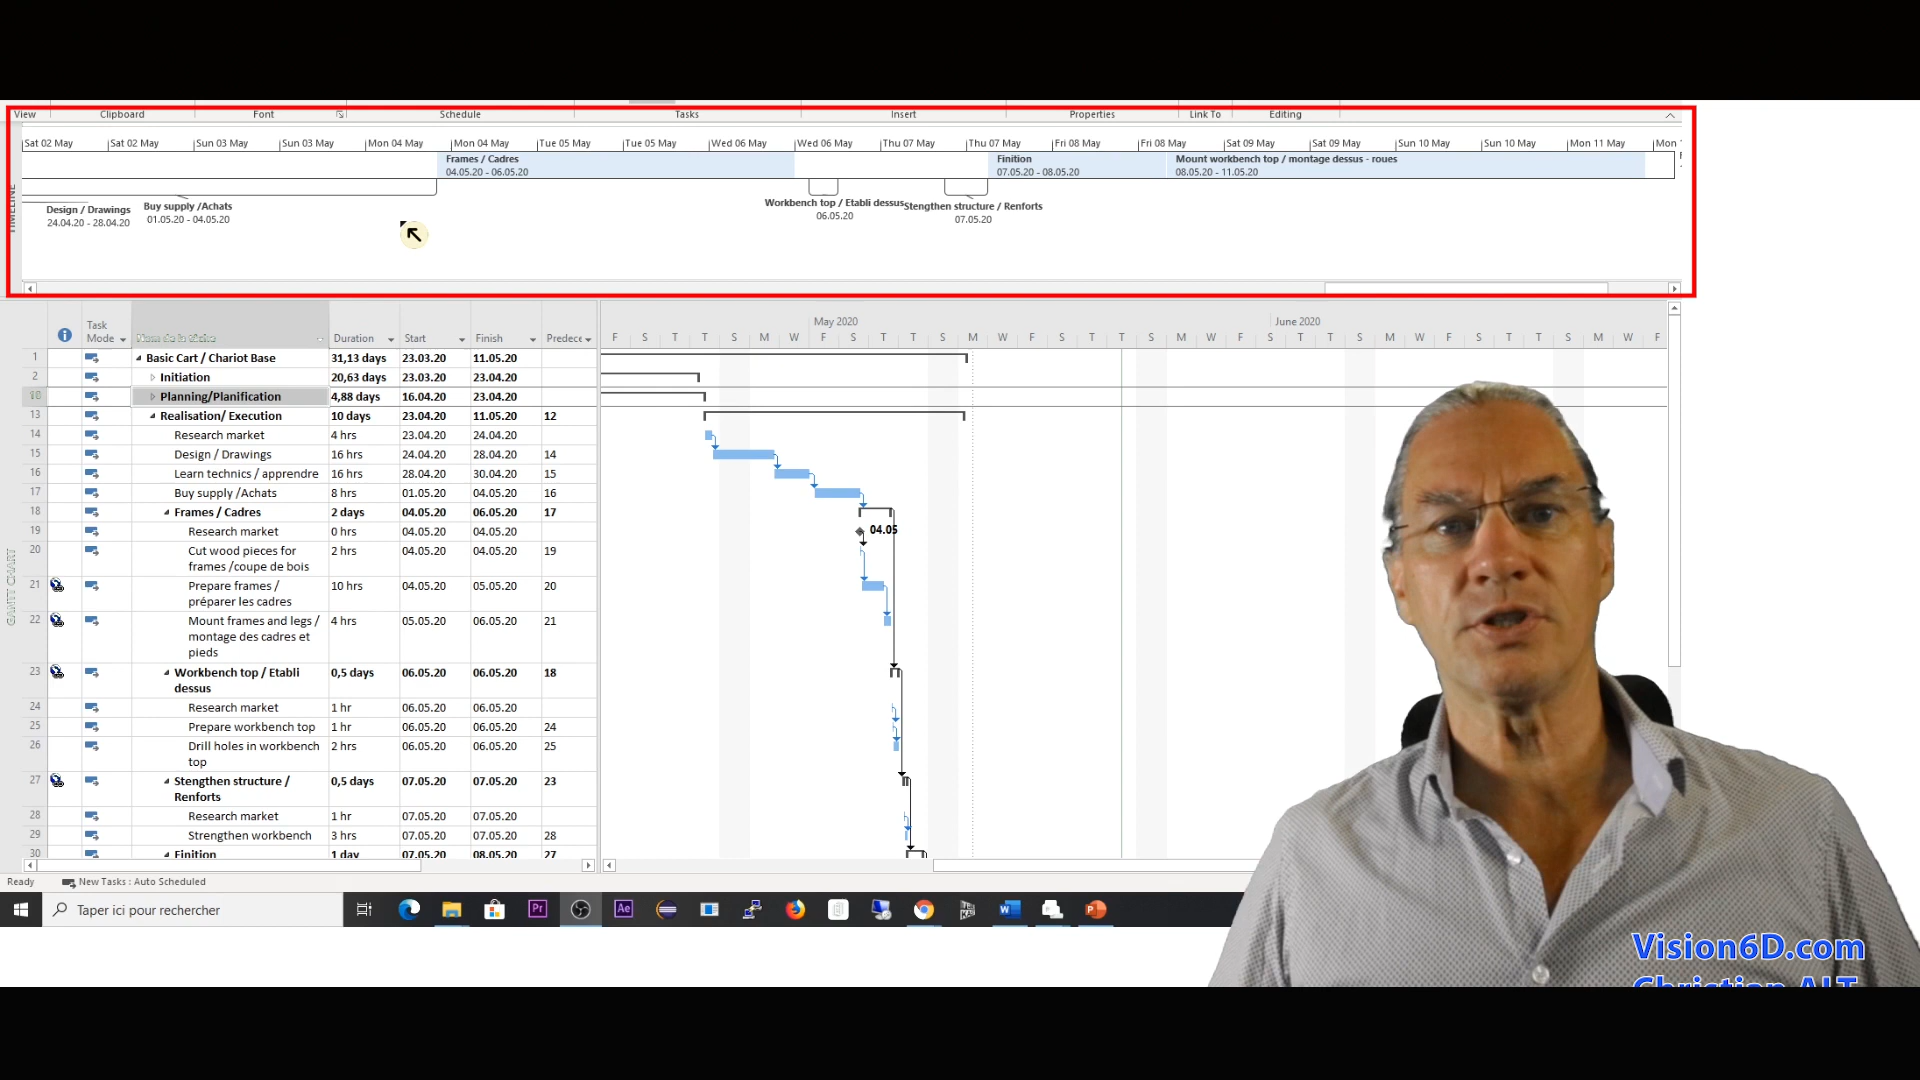 View Clipboard Font Schedule Tasks Insert Properties Link To Editing
Sat 02 May Sat 02 May Sun 03 May Sun 03 May Mon 04 May Mon 04 May Tue 05 May Tue 05 May Wed 06 May Wed 06 May Thu 07 May Thu 07 May Fri 08 May Fri 08 May Sat 09 May Sat 09 May Sun 10 May Sun 10 May Mon 11 May Mon
Frames / Cadres Finition Mount workbench top / montage dessus - roues
04.05.20 - 06.05.20 07.05.20 - 08.05.20 08.05.20 - 11.05.20
TIMELINE
Design / Drawings Buy supply /Achats Workbench top / Etabli dessus Stengthen structure / Renforts
24.04.20 - 28.04.20 01.05.20 - 04.05.20 06.05.20 07.05.20
May 2020 June 2020
Task Mode Duration Start Finish Predece F S T T S M W F S T T S M W F S T T S M W F S T T S M W F
1 Basic Cart / Chariot Base 31,13 days 23.03.20 11.05.20
2 Initiation 20,63 days 23.03.20 23.04.20
10 Planning/Planification 4,88 days 16.04.20 23.04.20
13 Realisation/ Execution 10 days 23.04.20 11.05.20 12
14 Research market 4 hrs 23.04.20 24.04.20
15 Design / Drawings 16 hrs 24.04.20 28.04.20 14
16 Learn technics / apprendre 16 hrs 28.04.20 30.04.20 15
17 Buy supply /Achats 8 hrs 01.05.20 04.05.20 16
18 Frames / Cadres 2 days 04.05.20 06.05.20 17
19 Research market 0 hrs 04.05.20 04.05.20 04.05
20 Cut wood pieces for 2 hrs 04.05.20 04.05.20 19
frames /coupe de bois
21 Prepare frames / 10 hrs 04.05.20 05.05.20 20
préparer les cadres
22 Mount frames and legs / 4 hrs 05.05.20 06.05.20 21
montage des cadres et
pieds
GANTT CHART
23 Workbench top / Etabli 0,5 days 06.05.20 06.05.20 18
dessus
24 Research market 1 hr 06.05.20 06.05.20
25 Prepare workbench top 1 hr 06.05.20 06.05.20 24
26 Drill holes in workbench 2 hrs 06.05.20 06.05.20 25
top
27 Stengthen structure / 0,5 days 07.05.20 07.05.20 23
Renforts
28 Research market 1 hr 07.05.20 07.05.20
29 Strengthen workbench 3 hrs 07.05.20 07.05.20 28
30 Finition 1 day 07.05.20 08.05.20 27
Ready New Tasks : Auto Scheduled
Taper ici pour rechercher
Pr Ae
Vision6D.com
Christian ALT